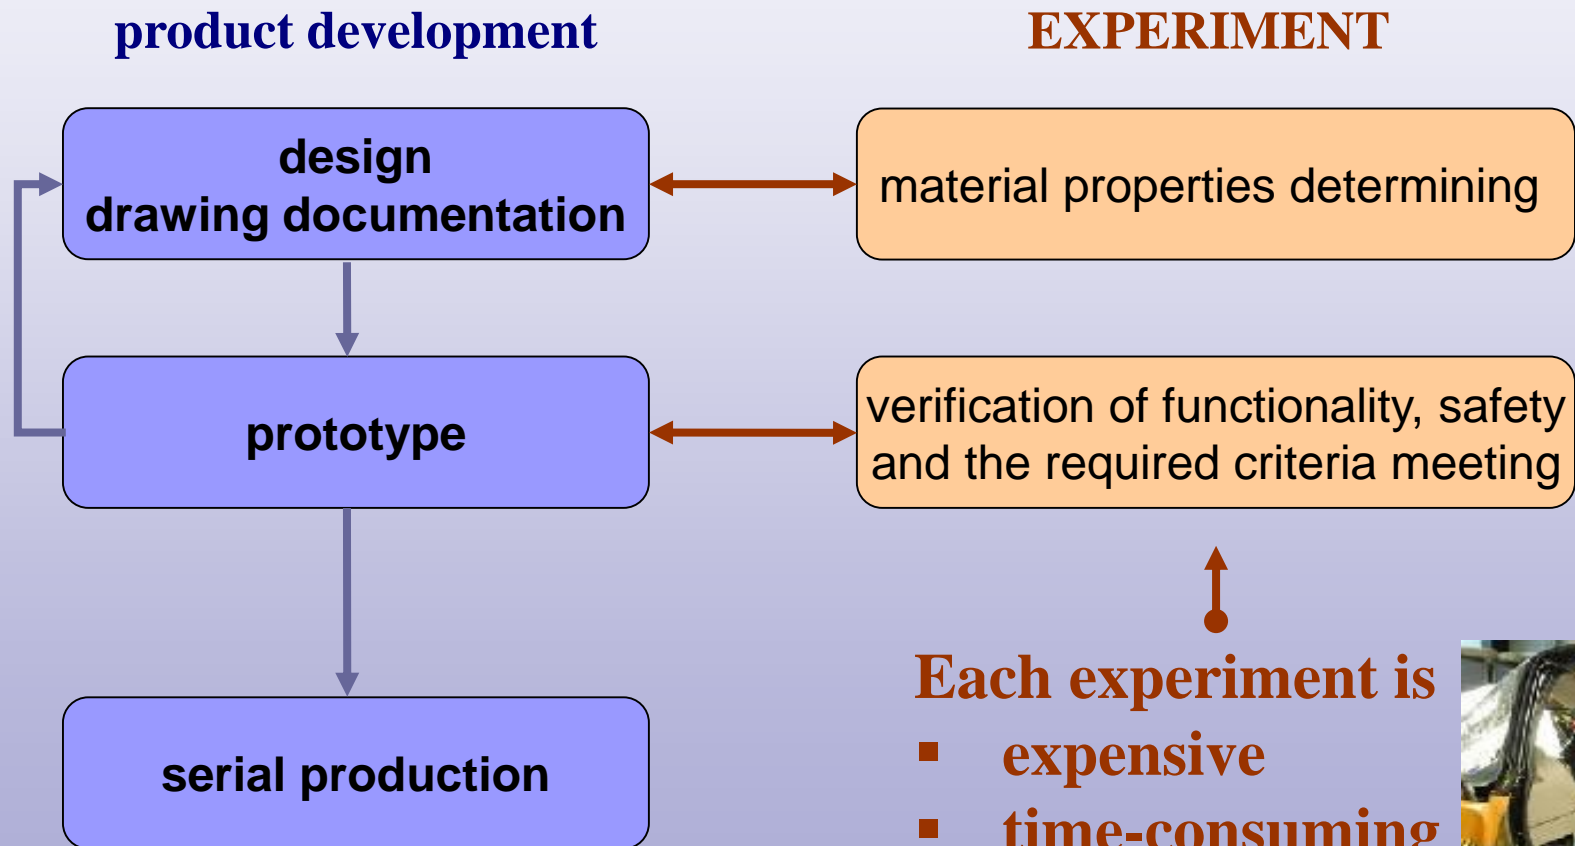 product development
EXPERIMENT
design
drawing documentation
material properties determining
prototype
verification of functionality, safety
and the required criteria meeting
serial production
Each experiment is
▪ expensive
▪ time-consuming